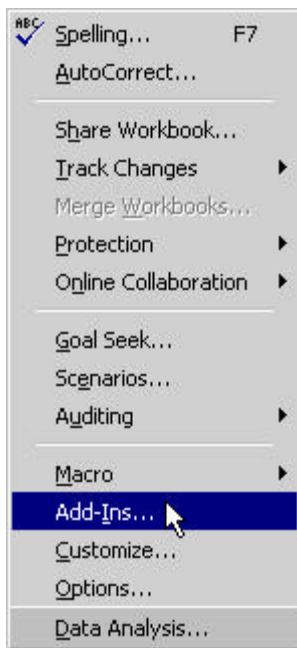 ABC
Spelling... F7
AutoCorrect...
Share Workbook...
Track Changes
Merge Workbooks...
Protection
Online Collaboration
Goal Seek...
Scenarios...
Auditing
Macro
Add-Ins...
Customize...
Options...
Data Analysis...